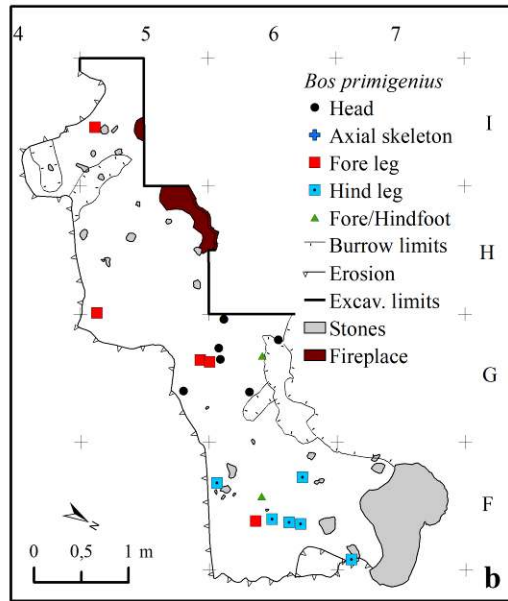 4 5 6 7
Bos primigenius
Head
I
Axial skeleton
Fore leg
Hind leg
Fore/Hindfoot
Burrow limits
H
Erosion
Excav. limits
Stones
Fireplace
G
F
N
0 0,5 1 m
b